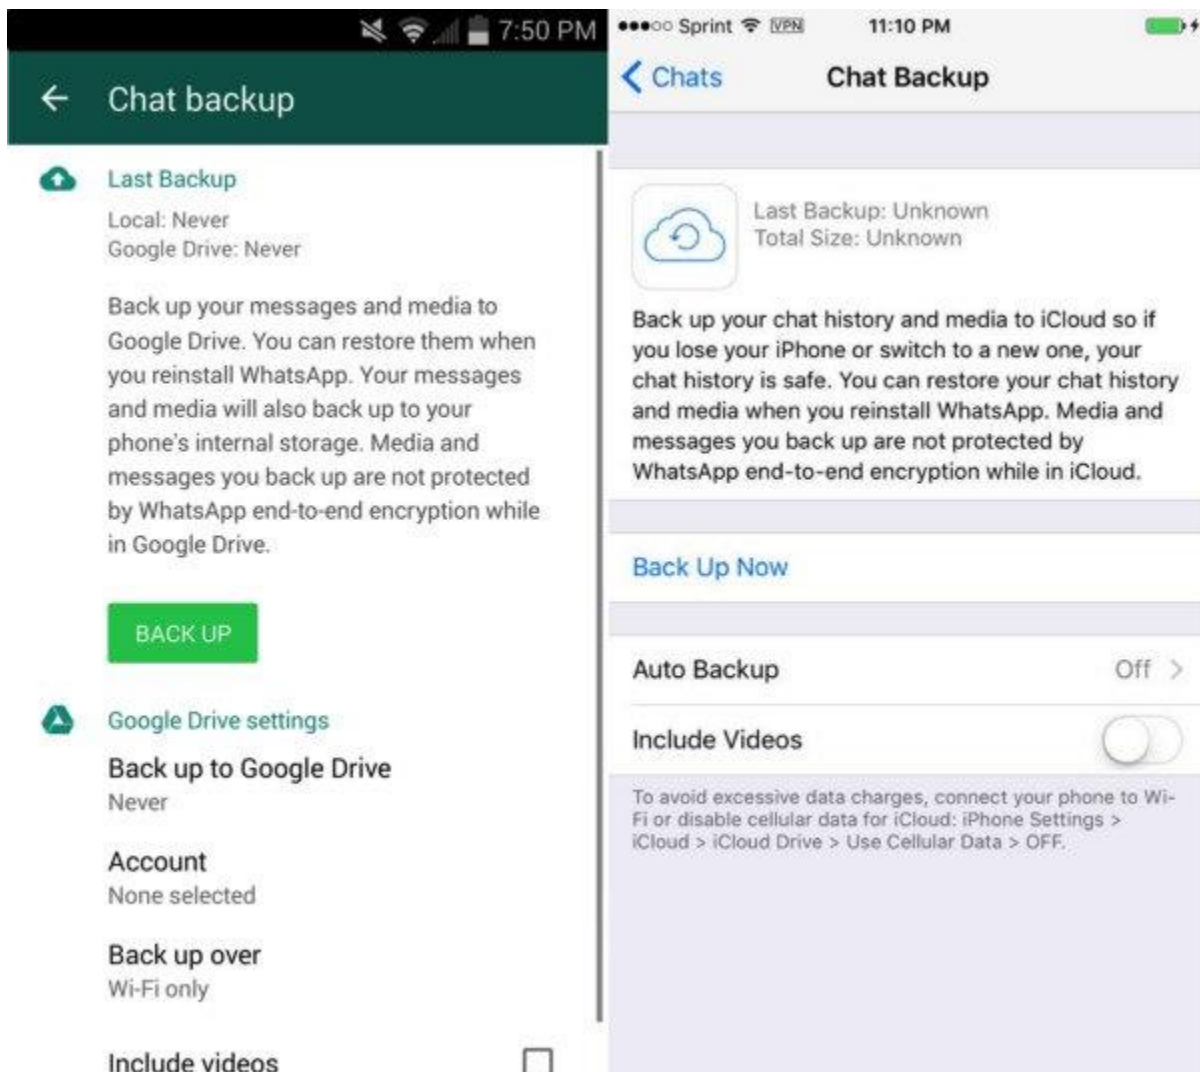 7:50 PM
Chat backup
Last Backup
Local: Never
Google Drive: Never
Back up your messages and media to
Google Drive. You can restore them when
you reinstall WhatsApp. Your messages
and media will also back up to your
phone's internal storage. Media and
messages you back up are not protected
by WhatsApp end-to-end encryption while
in Google Drive.
BACK UP
Google Drive settings
Back up to Google Drive
Never
Account
None selected
Back up over
Wi-Fi only
Include videos
Sprint VPN 11:10 PM
Chats Chat Backup
Last Backup: Unknown
Total Size: Unknown
Back up your chat history and media to iCloud so if
you lose your iPhone or switch to a new one, your
chat history is safe. You can restore your chat history
and media when you reinstall WhatsApp. Media and
messages you back up are not protected by
WhatsApp end-to-end encryption while in iCloud.
Back Up Now
Auto Backup Off
Include Videos
To avoid excessive data charges, connect your phone to Wi-
Fi or disable cellular data for iCloud: iPhone Settings >
iCloud > iCloud Drive > Use Cellular Data > OFF.